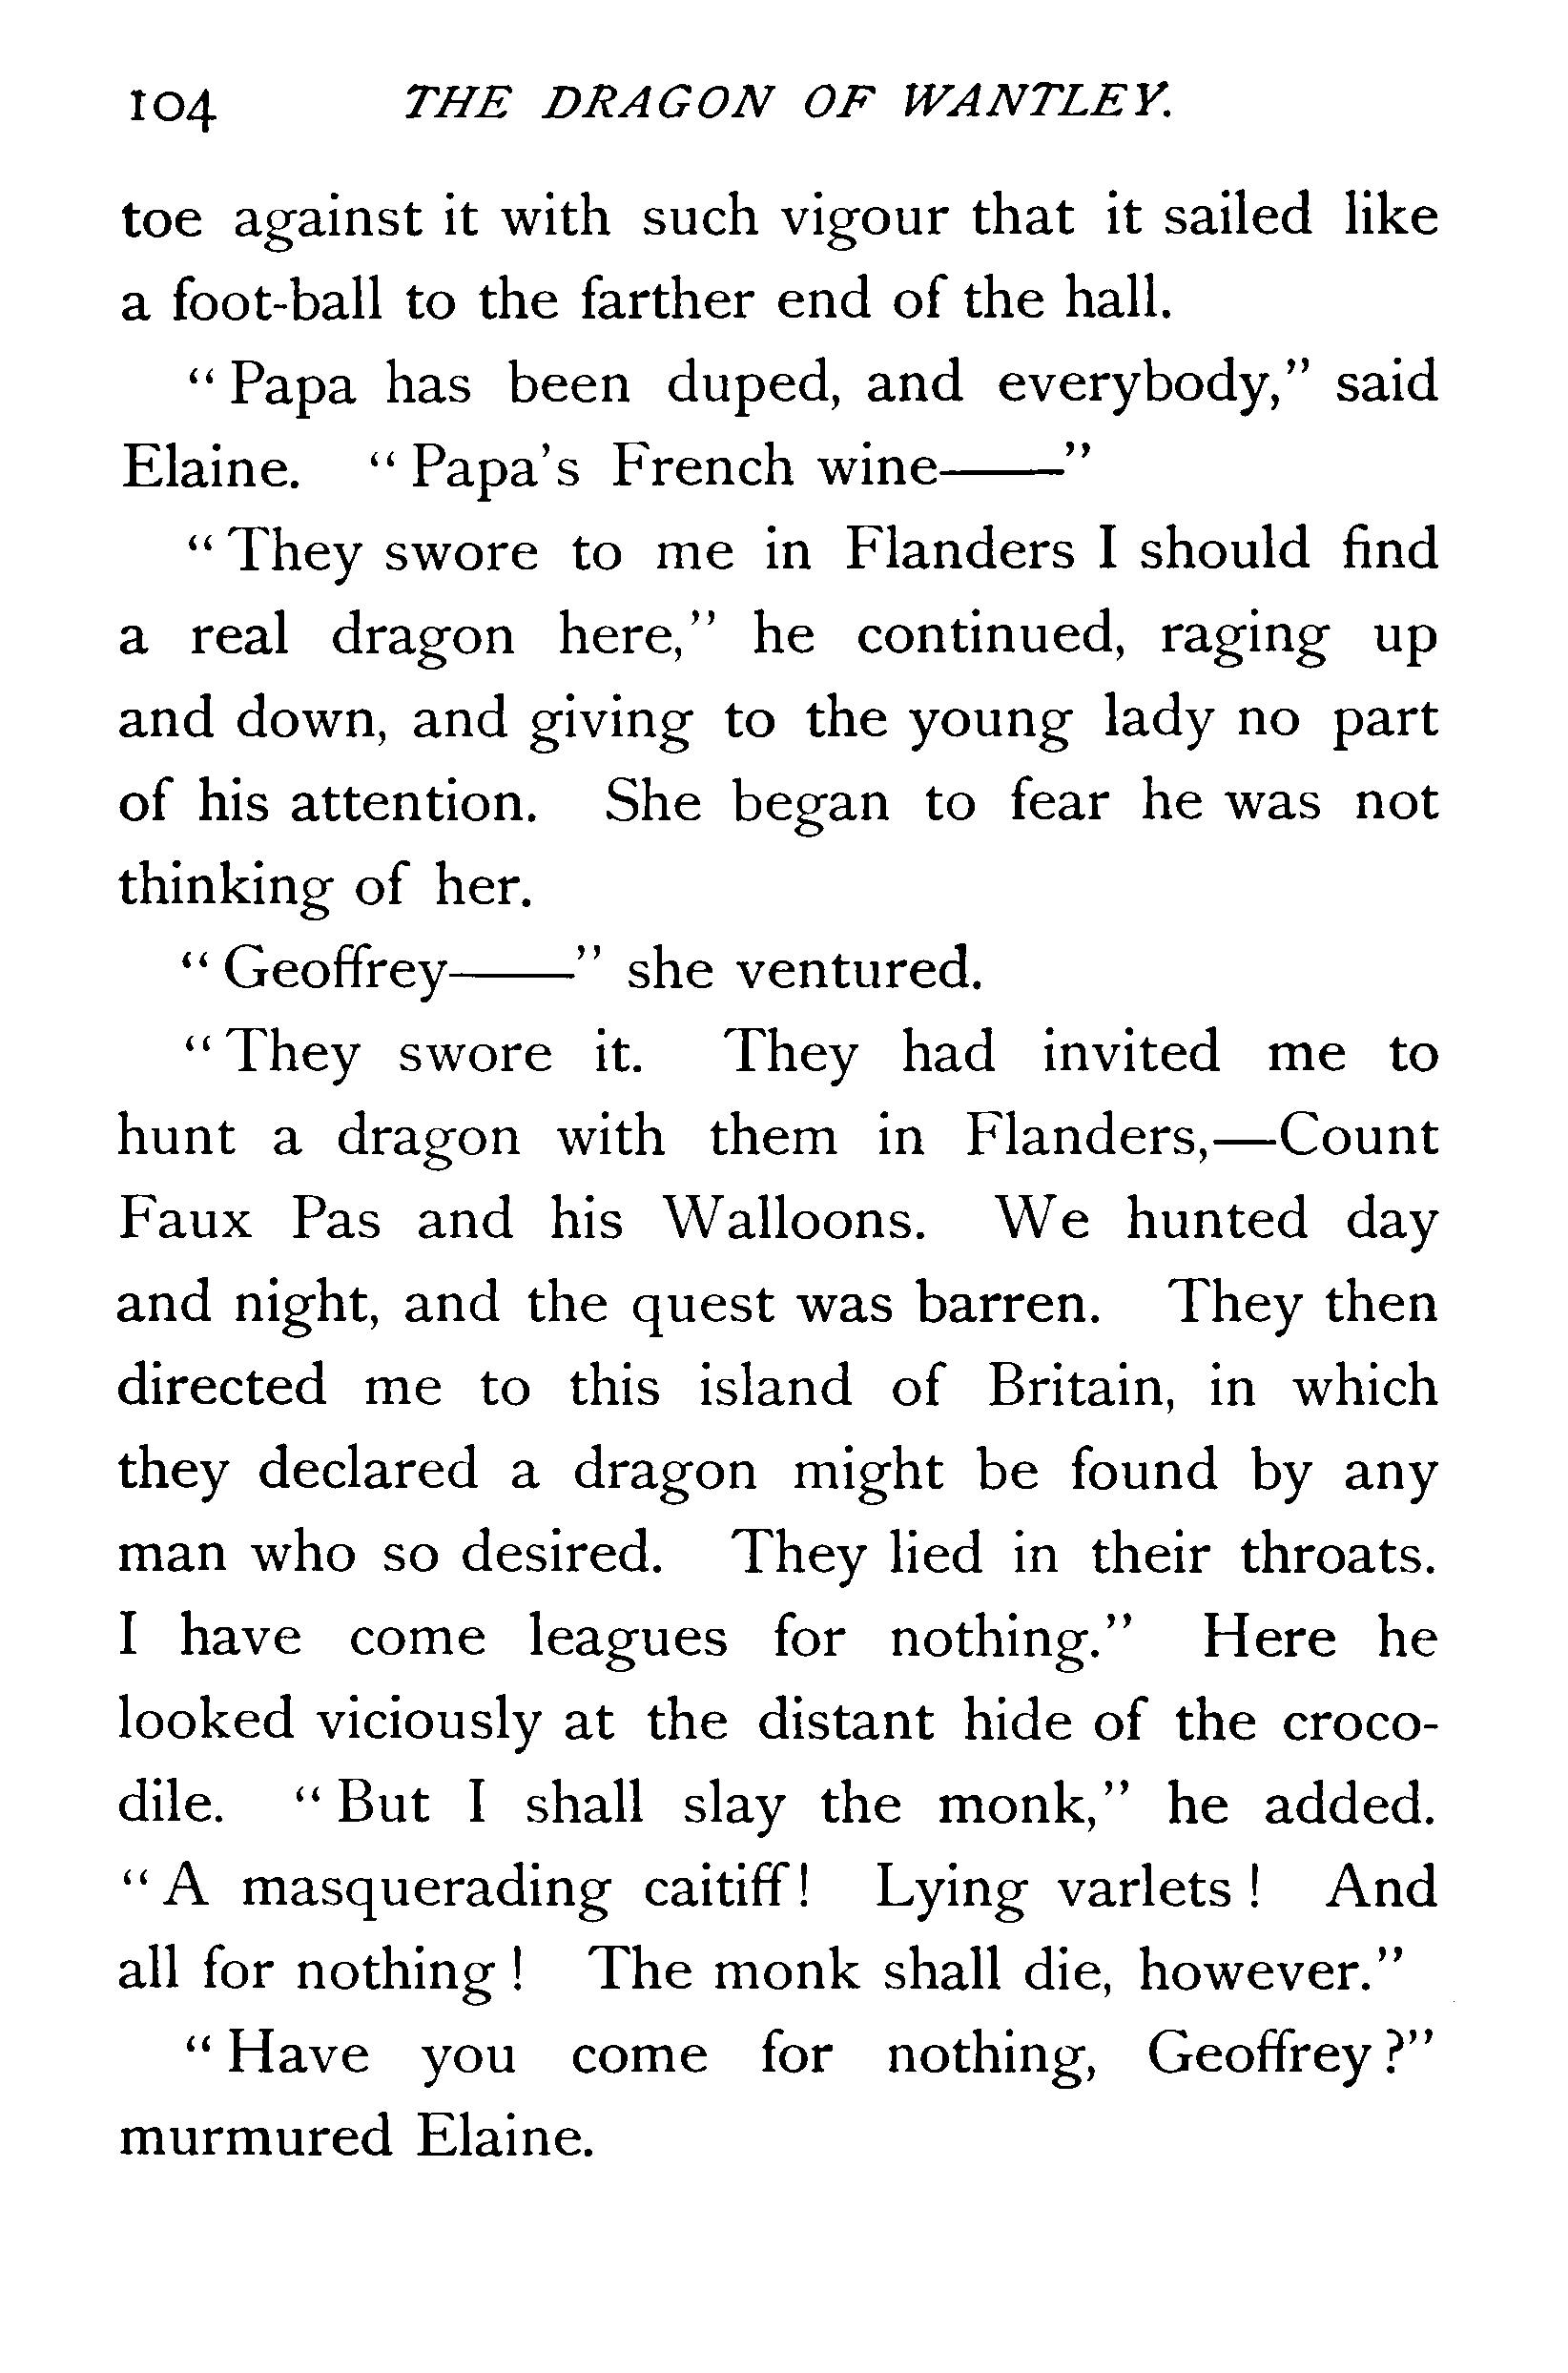 104 THE DRAGON OF WANTLEY.
toe against it with such vigour that it sailed like
a foot-ball to the farther end of the hall.
“Papa has been duped, and everybody,” said
Elaine. “Papa’s French wine——”
“They swore to me in Flanders I should find
a real dragon here,” he continued, raging up
and down, and giving to the young lady no part
of his attention. She began to fear he was not
thinking of her.
“Geoffrey——” she ventured.
“They swore it. They had invited me to
hunt a dragon with them in Flanders,—Count
Faux Pas and his Walloons. We hunted day
and night, and the quest was barren. They then
directed me to this island of Britain, in which
they declared a dragon might be found by any
man who so desired. They lied in their throats.
I have come leagues for nothing.” Here he
looked viciously at the distant hide of the croco-
dile. “But I shall slay the monk,” he added.
“A masquerading caitiff! Lying varlets! And
all for nothing! The monk shall die, however.”
“Have you come for nothing, Geoffrey?”
murmured Elaine.